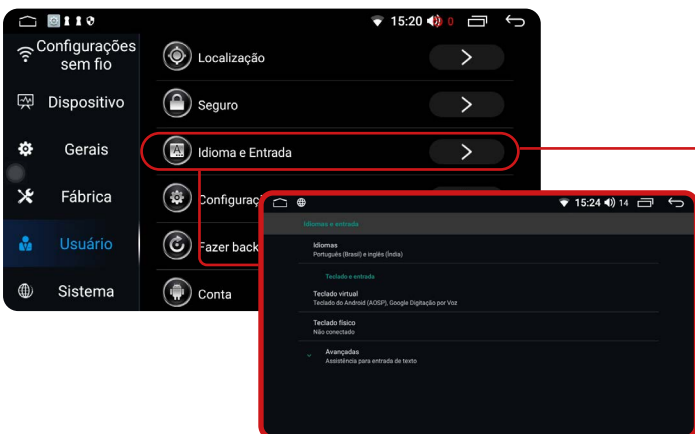 15:20 0
Configurações
sem fio
Dispositivo
Gerais
Fábrica
Usuário
Sistema
Localização
Seguro
Idioma e Entrada
Configuraç
Fazer back
Conta
15:24 14
Idiomas e entrada
Idiomas
Português (Brasil) e inglês (Índia)
Teclado e entrada
Teclado virtual
Teclado do Android (AOSP), Google Digitação por Voz
Teclado físico
Não conectado
Avançadas
Assistência para entrada de texto